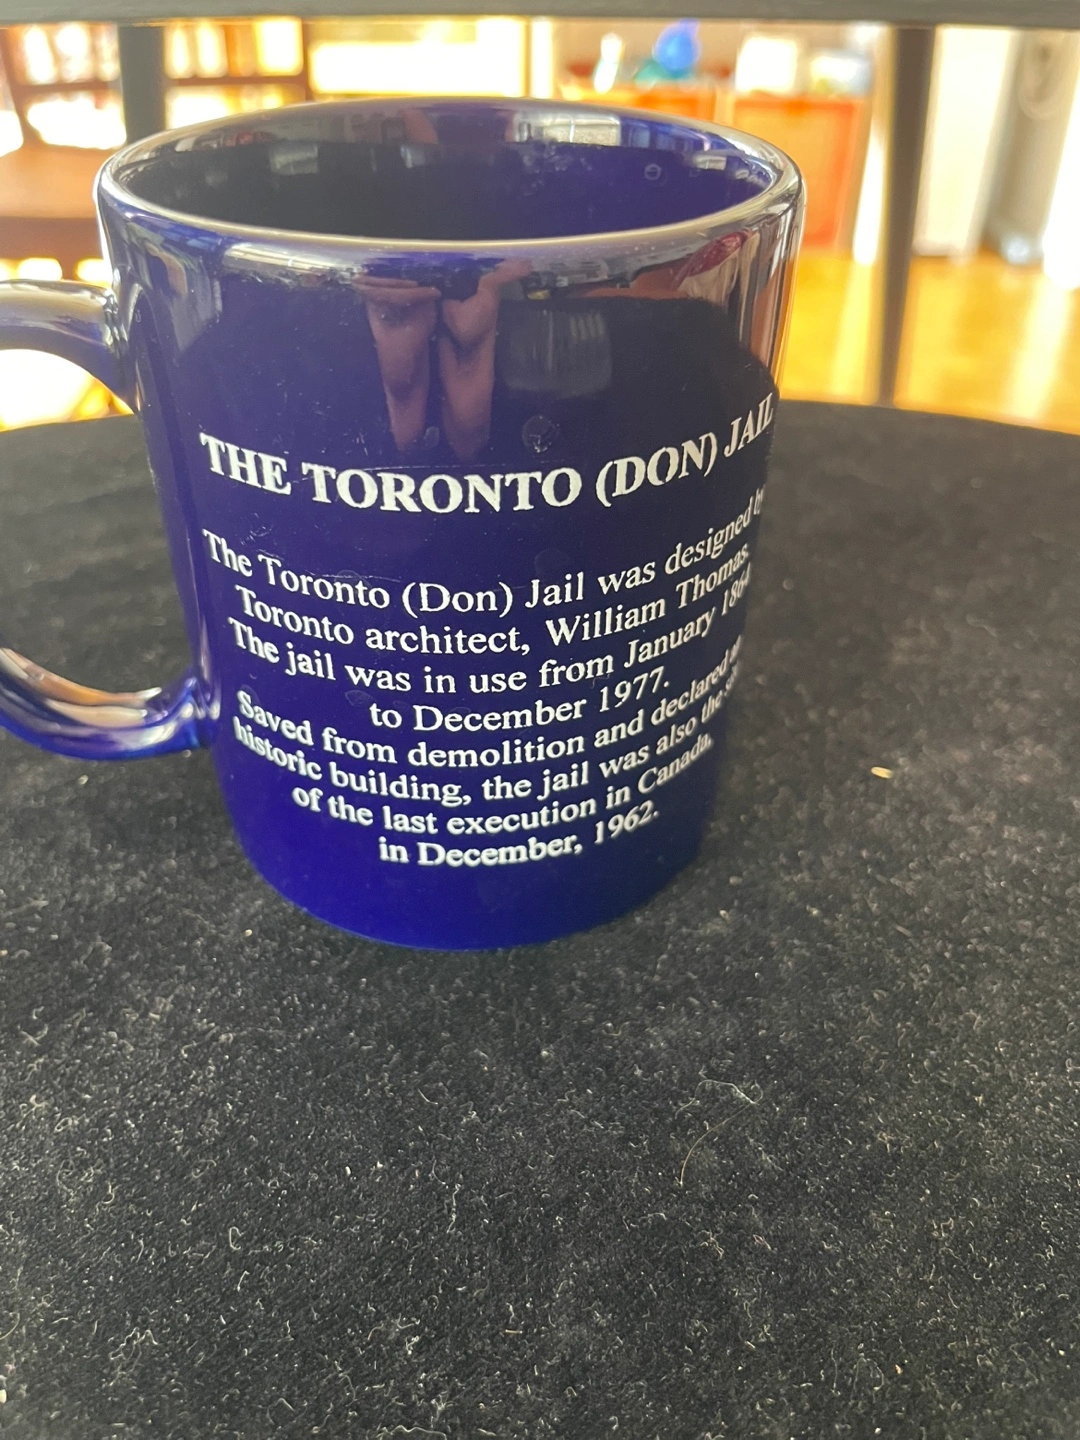 THE TORONTO (DON) JAIL
The Toronto (Don) Jail was designed by
Toronto architect, William Thomas.
The jail was in use from January 1864
to December 1977.
Saved from demolition and declared
historic building, the jail was also the
of the last execution in Canada,
in December, 1962.